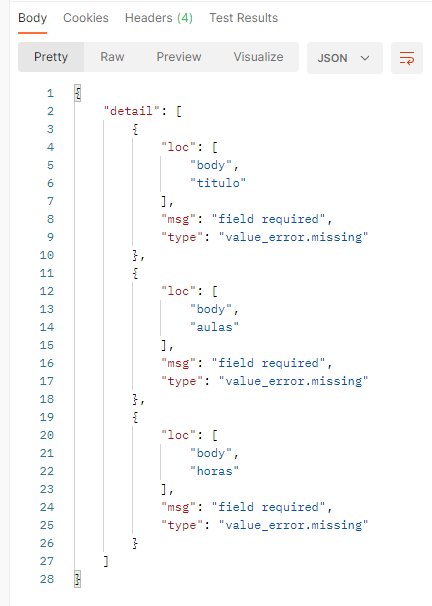 Body Cookies Headers (4) Test Results
Pretty Raw Preview Visualize JSON
1 {
2 "detail": [
3 {
4 "loc": [
5 "body",
6 "titulo"
7 ],
8 "msg": "field required",
9 "type": "value_error.missing"
10 },
11 {
12 "loc": [
13 "body",
14 "aulas"
15 ],
16 "msg": "field required",
17 "type": "value_error.missing"
18 },
19 {
20 "loc": [
21 "body",
22 "horas"
23 ],
24 "msg": "field required",
25 "type": "value_error.missing"
26 }
27 ]
28 }